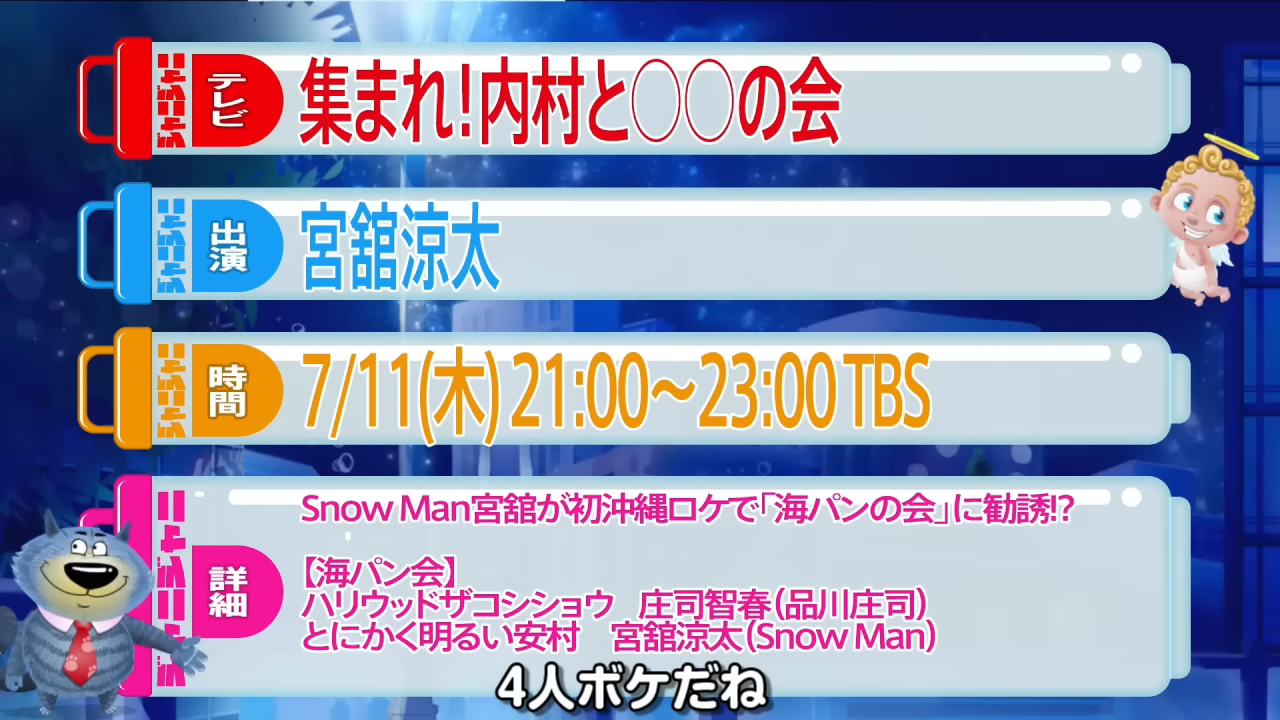 テレビ
集まれ!内村と○○の会
出演
宮舘涼太
時間
7/11(木) 21:00～23:00 TBS
詳細
Snow Man宮舘が初沖縄ロケで「海パンの会」に勧誘!?
【海パン会】
ハリウッドザコシショウ　庄司智春（品川庄司）
とにかく明るい安村　宮舘涼太（Snow Man）
4人ボケだね